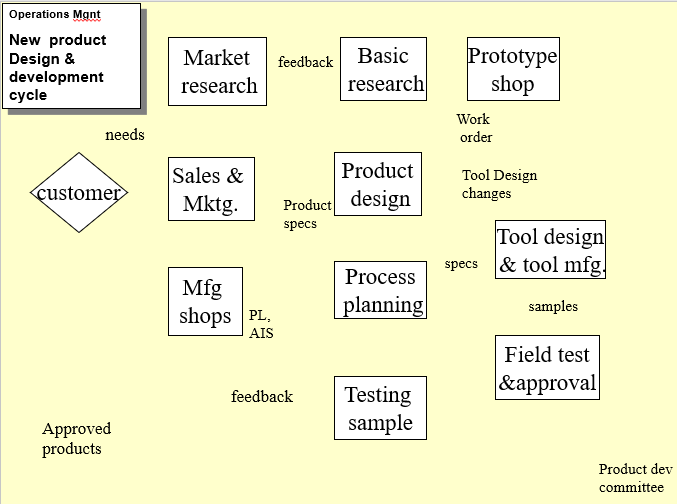 Operations Mgnt
New product
Design &
development
cycle
Market
research
feedback
Basic
research
Prototype
shop
needs
Work
order
customer
Sales &
Mktg.
Product
specs
Product
design
Tool Design
changes
Tool design
& tool mfg.
specs
Mfg
shops
PL,
AIS
Process
planning
samples
Field test
&approval
feedback
Testing
sample
Approved
products
Product dev
committee